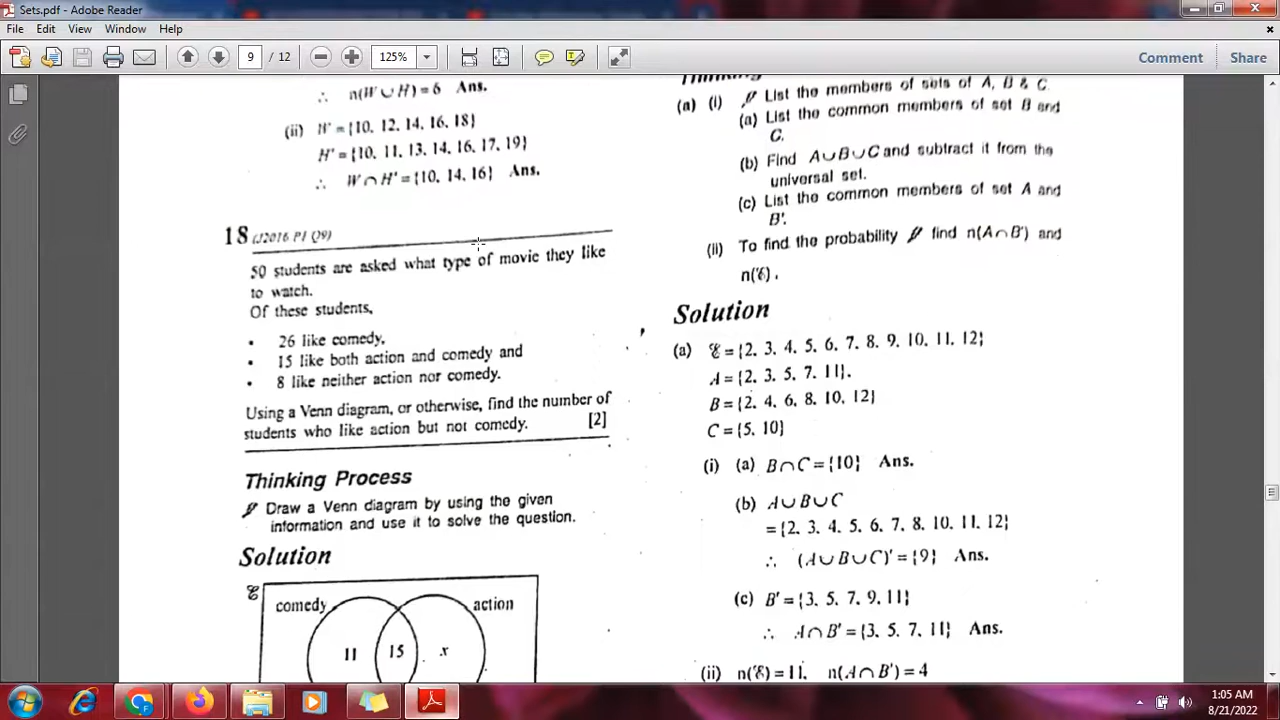 Sets.pdf - Adobe Reader
File Edit View Window Help
9 / 12 125% Comment Share
∴ n(W ∪ H) = 6 Ans.
(ii) W' = {10, 12, 14, 16, 18}
H' = {10, 11, 13, 14, 16, 17, 19}
∴ W ∩ H' = {10, 14, 16} Ans.
18 (J2016 P1 Q9)
50 students are asked what type of movie they like
to watch.
Of these students,
• 26 like comedy,
• 15 like both action and comedy and
• 8 like neither action nor comedy.
Using a Venn diagram, or otherwise, find the number of
students who like action but not comedy. [2]
Thinking Process
Draw a Venn diagram by using the given
information and use it to solve the question.
Solution
ℰ
comedy action
11 15 x
Thinking
(a) (i) List the members of sets of A, B & C.
(a) List the common members of set B and
C.
(b) Find A∪B∪C and subtract it from the
universal set.
(c) List the common members of set A and
B'.
(ii) To find the probability find n(A∩B') and
n(ℰ).
Solution
(a) ℰ = {2, 3, 4, 5, 6, 7, 8, 9, 10, 11, 12}
A = {2, 3, 5, 7, 11}.
B = {2, 4, 6, 8, 10, 12}
C = {5, 10}
(i) (a) B∩C = {10} Ans.
(b) A∪B∪C
= {2, 3, 4, 5, 6, 7, 8, 10, 11, 12}
∴ (A∪B∪C)' = {9} Ans.
(c) B' = {3, 5, 7, 9, 11}
∴ A∩B' = {3, 5, 7, 11} Ans.
(ii) n(ℰ) = 11, n(A∩B') = 4
1:05 AM
8/21/2022